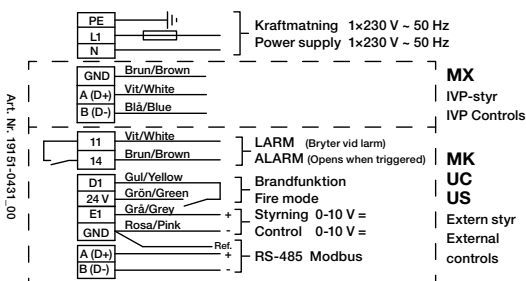 PE
L1
N
Kraftmatning 1×230 V ~ 50 Hz
Power supply 1×230 V ~ 50 Hz
GND Brun/Brown
A (D+) Vit/White
B (D-) Blå/Blue
MX
IVP-styr
IVP Controls
Art. Nr. 19151-0431_00
11 Vit/White
14 Brun/Brown
LARM (Bryter vid larm)
ALARM (Opens when triggered)
D1 Gul/Yellow
24 V Grön/Green
Brandfunktion
Fire mode
E1 Grå/Grey +
GND Rosa/Pink -
Styrning 0-10 V =
Control 0-10 V =
Ref.
A (D+) +
B (D-) -
RS-485 Modbus
MK
UC
US
Extern styr
External
controls